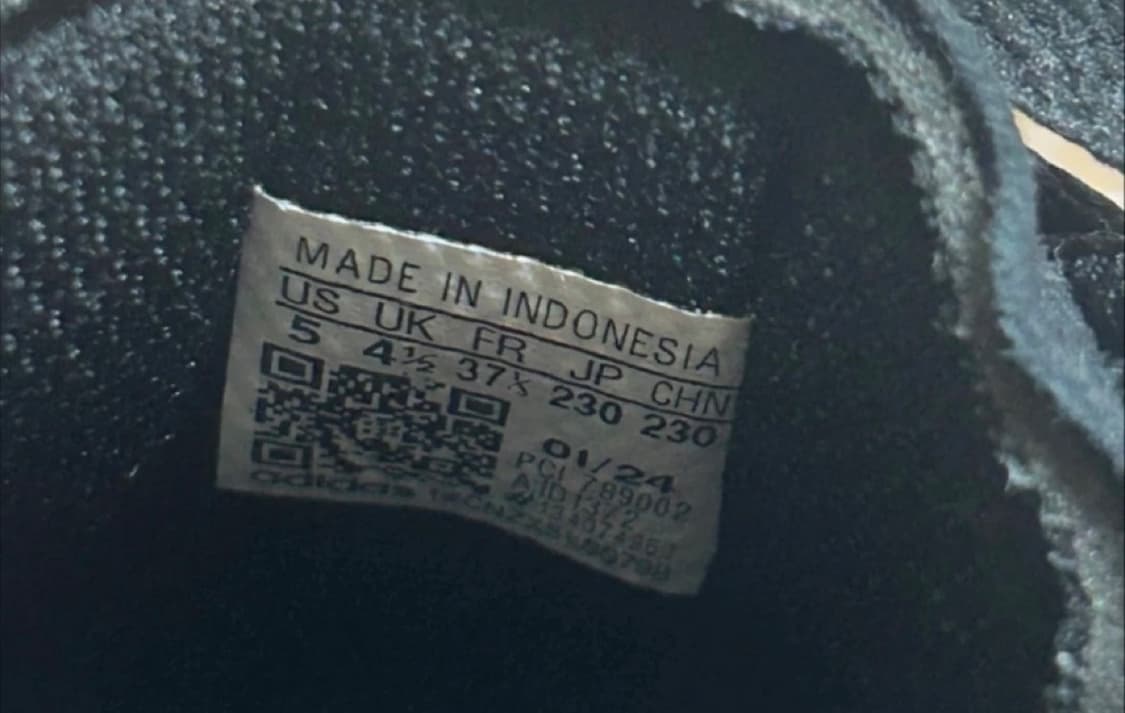 MADE IN INDONESIA
US UK FR JP CHN
5 4½ 37⅓ 230 230
01/24
PCI 789002
adidas